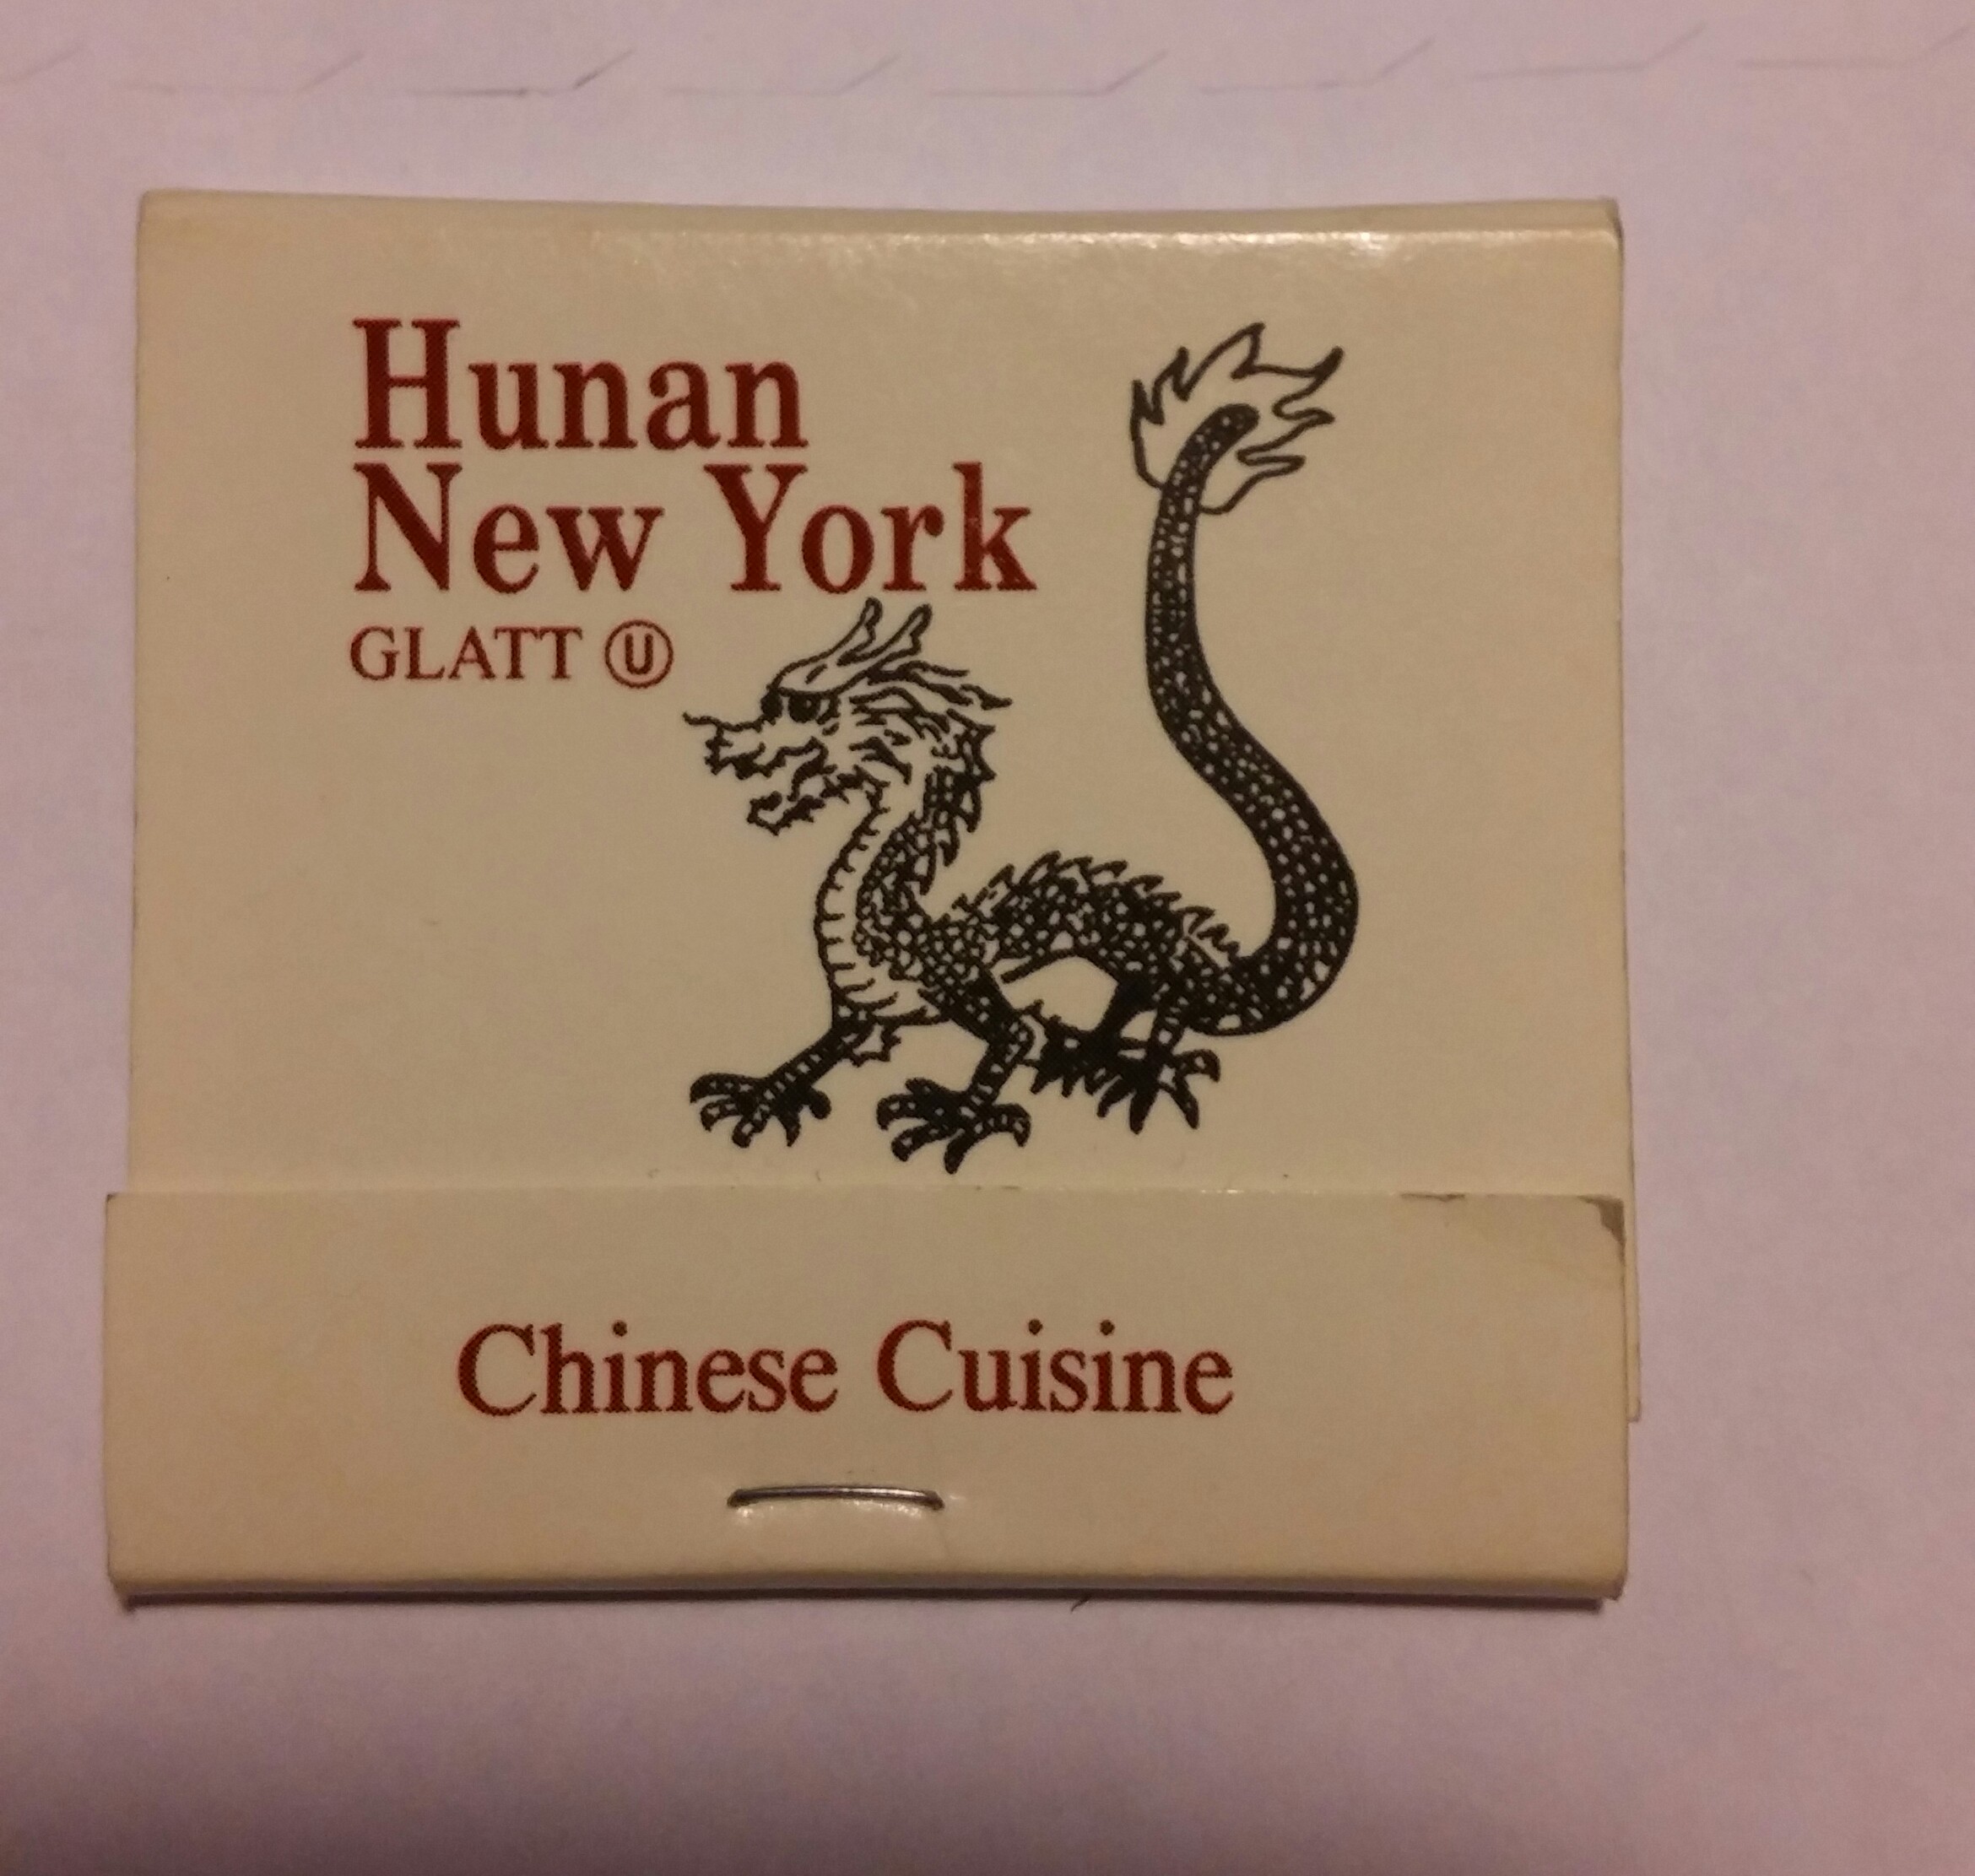 Hunan
New York
GLATT Ⓤ
Chinese Cuisine